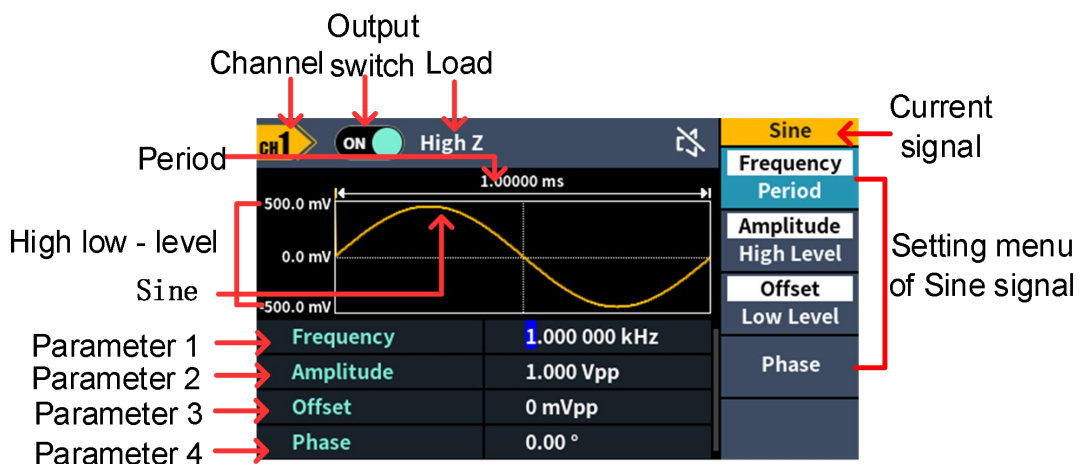 Output
Channel switch Load
Current
signal
CH1 ON High Z
Sine
Period
1.00000 ms
Frequency
Period
500.0 mV
High low - level
0.0 mV
Amplitude
High Level
Setting menu
of Sine signal
Sine
-500.0 mV
Offset
Low Level
Parameter 1
Frequency 1.000 000 kHz
Phase
Parameter 2
Amplitude 1.000 Vpp
Parameter 3
Offset 0 mVpp
Parameter 4
Phase 0.00 °